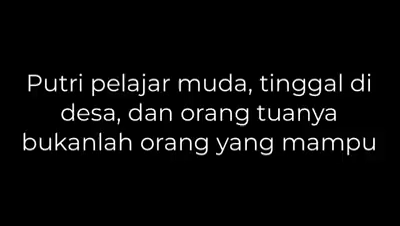 Putri pelajar muda, tinggal di
desa, dan orang tuanya
bukanlah orang yang mampu